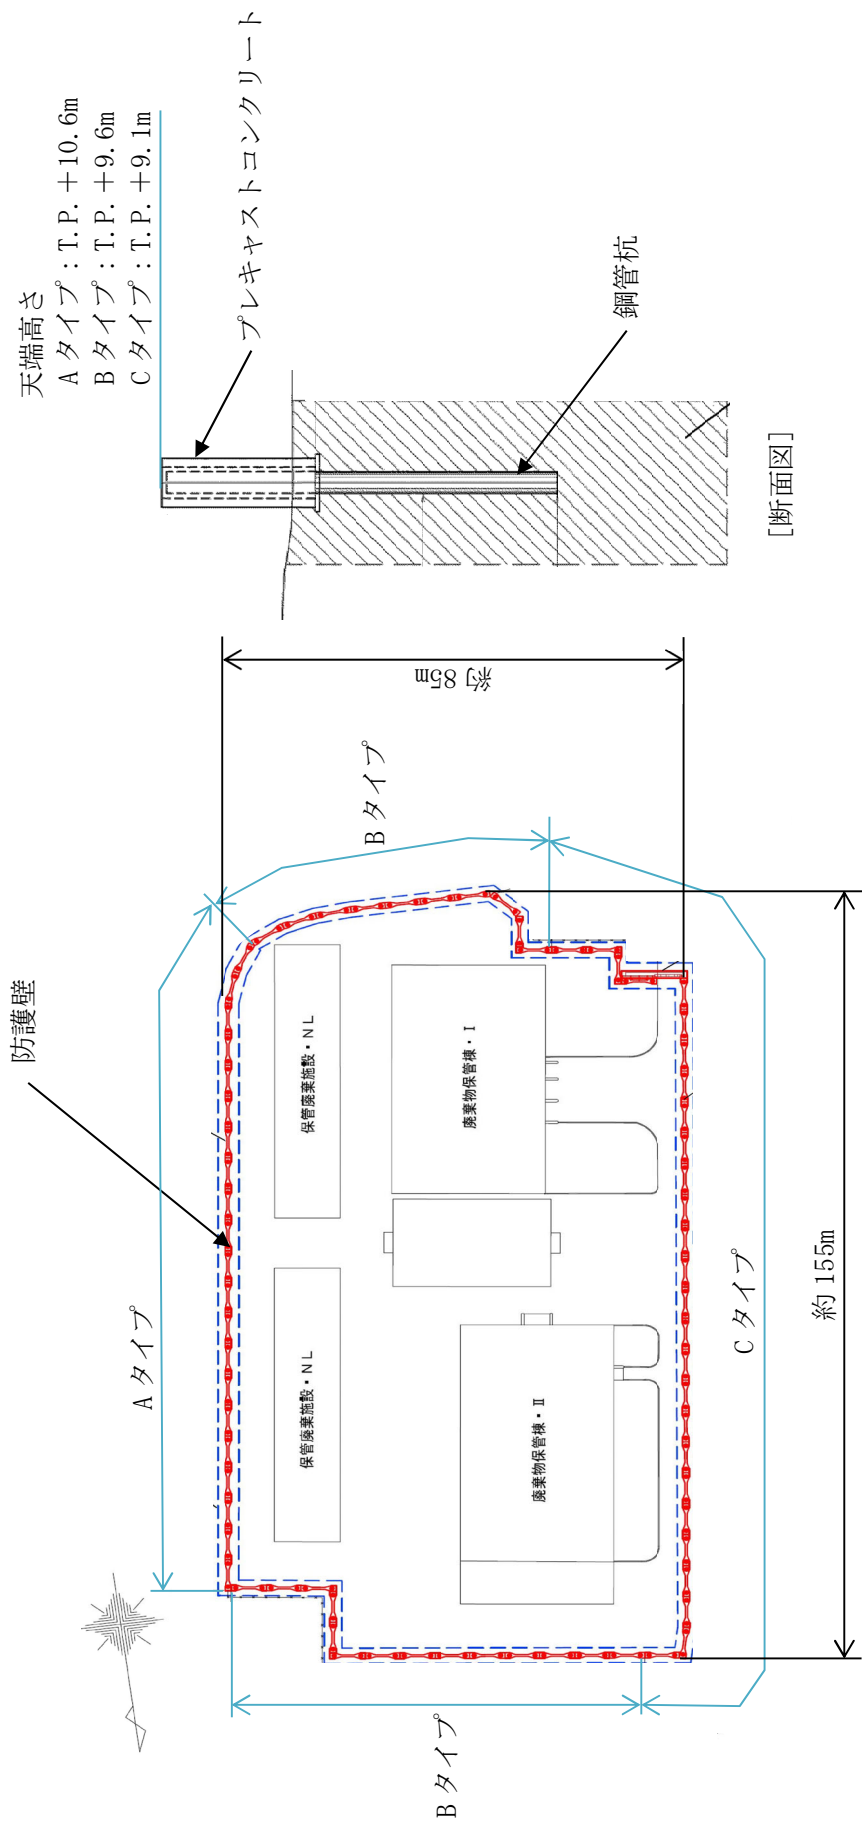 防護壁
Aタイプ
Bタイプ
Bタイプ
Cタイプ
保管廃棄施設・NL
保管廃棄施設・NL
廃棄物保管棟・Ⅰ
廃棄物保管棟・Ⅱ
約85m
約155m
天端高さ
Aタイプ:T.P.+10.6m
Bタイプ:T.P.+9.6m
Cタイプ:T.P.+9.1m
プレキャストコンクリート
鋼管杭
[断面図]